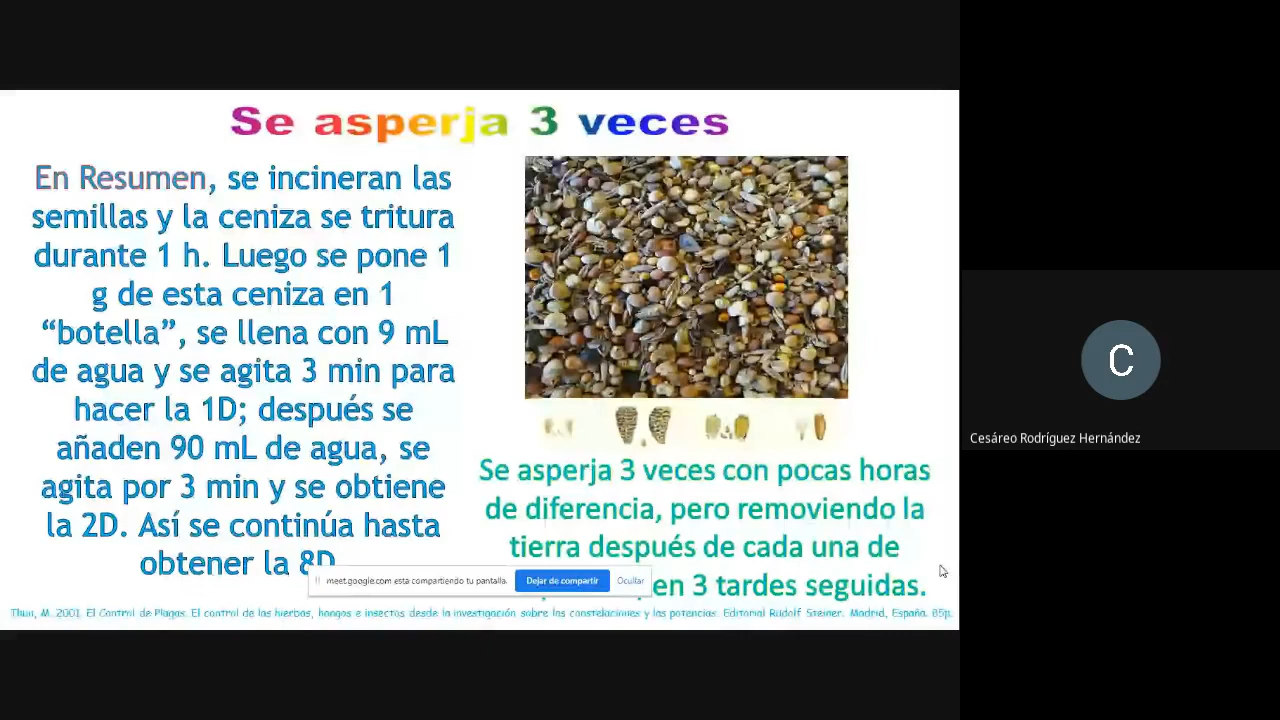 Se asperja 3 veces
En Resumen, se incineran las
semillas y la ceniza se tritura
durante 1 h. Luego se pone 1
g de esta ceniza en 1
“botella”, se llena con 9 mL
de agua y se agita 3 min para
hacer la 1D; después se
añaden 90 mL de agua, se
agita por 3 min y se obtiene
la 2D. Así se continúa hasta
obtener la 8D
Se asperja 3 veces con pocas horas
de diferencia, pero removiendo la
tierra después de cada una de
en 3 tardes seguidas.
meet.google.com esta compartiendo tu pantalla.
Dejar de compartir
Ocultar
Thun, M. 2001. El Control de Plagas. El control de las hierbas, hongos e insectos desde la investigación sobre las constelaciones y las potencias. Editorial Rudolf Steiner. Madrid, España. 85p.
C
Cesáreo Rodríguez Hernández